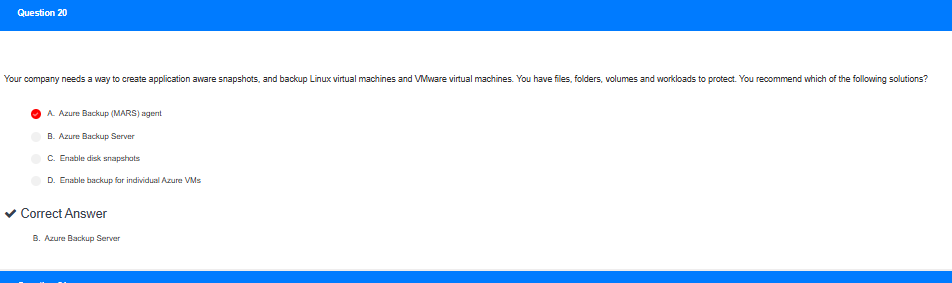 Question 20
Your company needs a way to create application aware snapshots, and backup Linux virtual machines and VMware virtual machines. You have files, folders, volumes and workloads to protect. You recommend which of the following solutions?
A. Azure Backup (MARS) agent
B. Azure Backup Server
C. Enable disk snapshots
D. Enable backup for individual Azure VMs
Correct Answer
B. Azure Backup Server